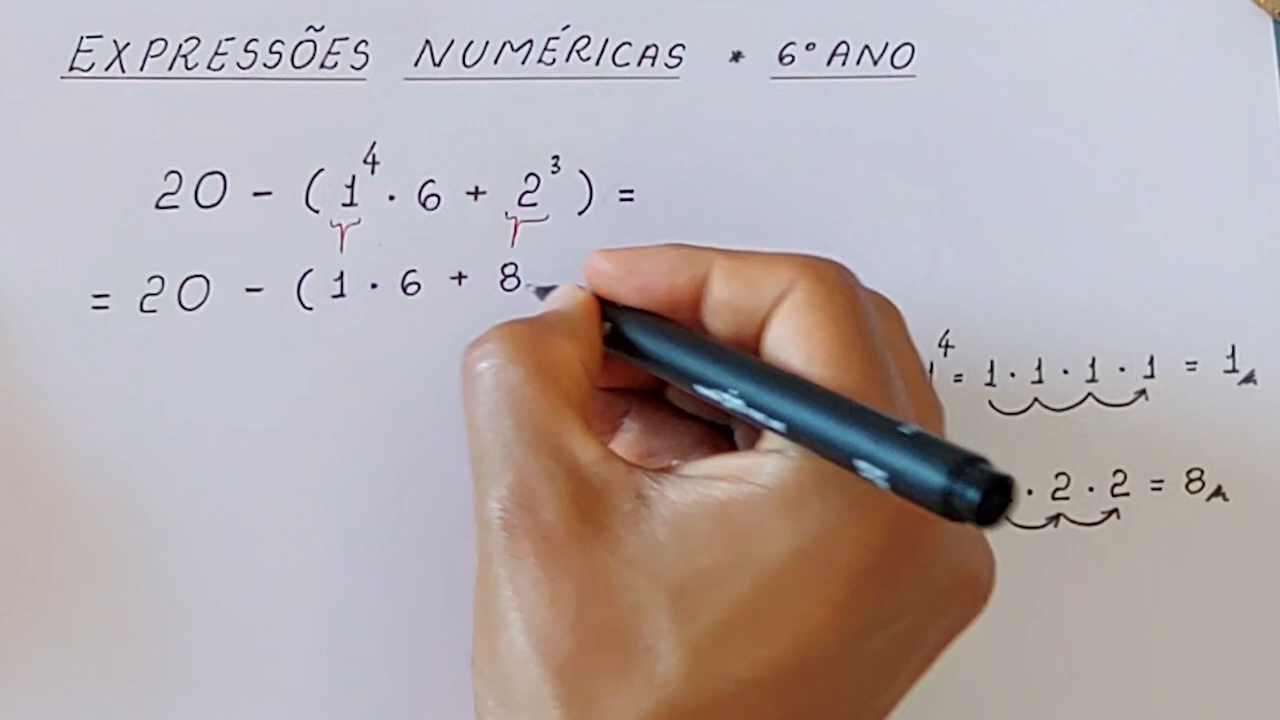 EXPRESSÕES NUMÉRICAS * 6º ANO
20 - (1⁴ · 6 + 2³) =
= 20 - (1 · 6 + 8
4 = 1 · 1 · 1 · 1 = 1
· 2 · 2 = 8